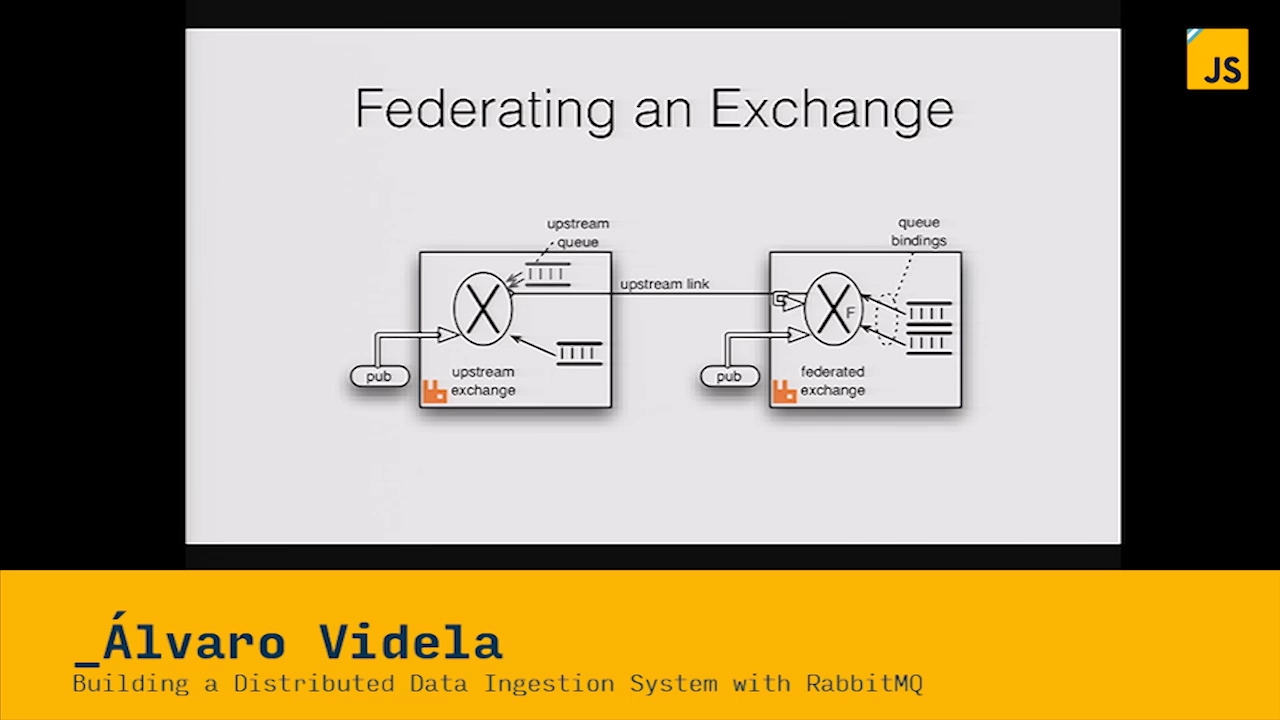 JS
Federating an Exchange
upstream
queue
upstream link
pub
upstream
exchange
queue
bindings
F
pub
federated
exchange
_Álvaro Videla
Building a Distributed Data Ingestion System with RabbitMQ